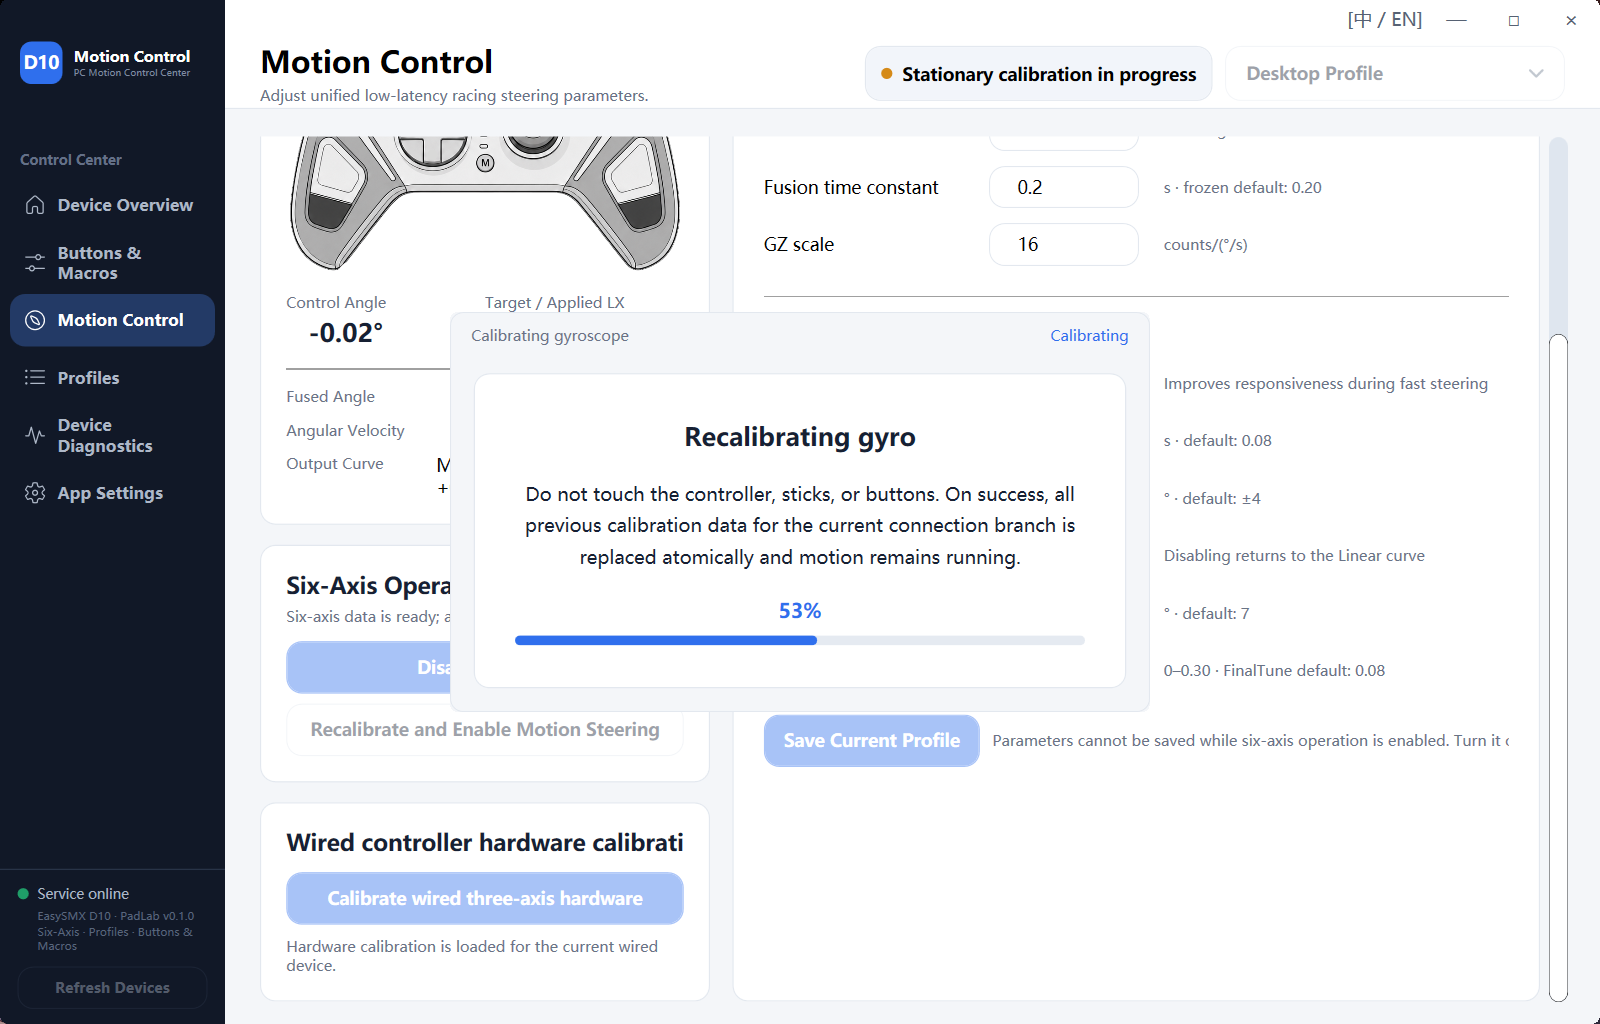 [中 / EN]
D10
Motion Control
PC Motion Control Center
Motion Control
Adjust unified low-latency racing steering parameters.
Stationary calibration in progress
Desktop Profile
Control Center
Device Overview
Buttons &
Macros
Motion Control
Profiles
Device
Diagnostics
App Settings
Service online
EasySMX D10 · PadLab v0.1.0
Six-Axis · Profiles · Buttons &
Macros
Refresh Devices
M
Control Angle
Target / Applied LX
-0.02°
Fused Angle
Angular Velocity
Output Curve
M
+
Six-Axis Opera
Six-axis data is ready; a
Disa
Recalibrate and Enable Motion Steering
Wired controller hardware calibrati
Calibrate wired three-axis hardware
Hardware calibration is loaded for the current wired
device.
Fusion time constant
0.2
s · frozen default: 0.20
GZ scale
16
counts/(°/s)
Improves responsiveness during fast steering
s · default: 0.08
° · default: ±4
Disabling returns to the Linear curve
° · default: 7
0–0.30 · FinalTune default: 0.08
Save Current Profile
Parameters cannot be saved while six-axis operation is enabled. Turn it
Calibrating gyroscope
Calibrating
Recalibrating gyro
Do not touch the controller, sticks, or buttons. On success, all
previous calibration data for the current connection branch is
replaced atomically and motion remains running.
53%